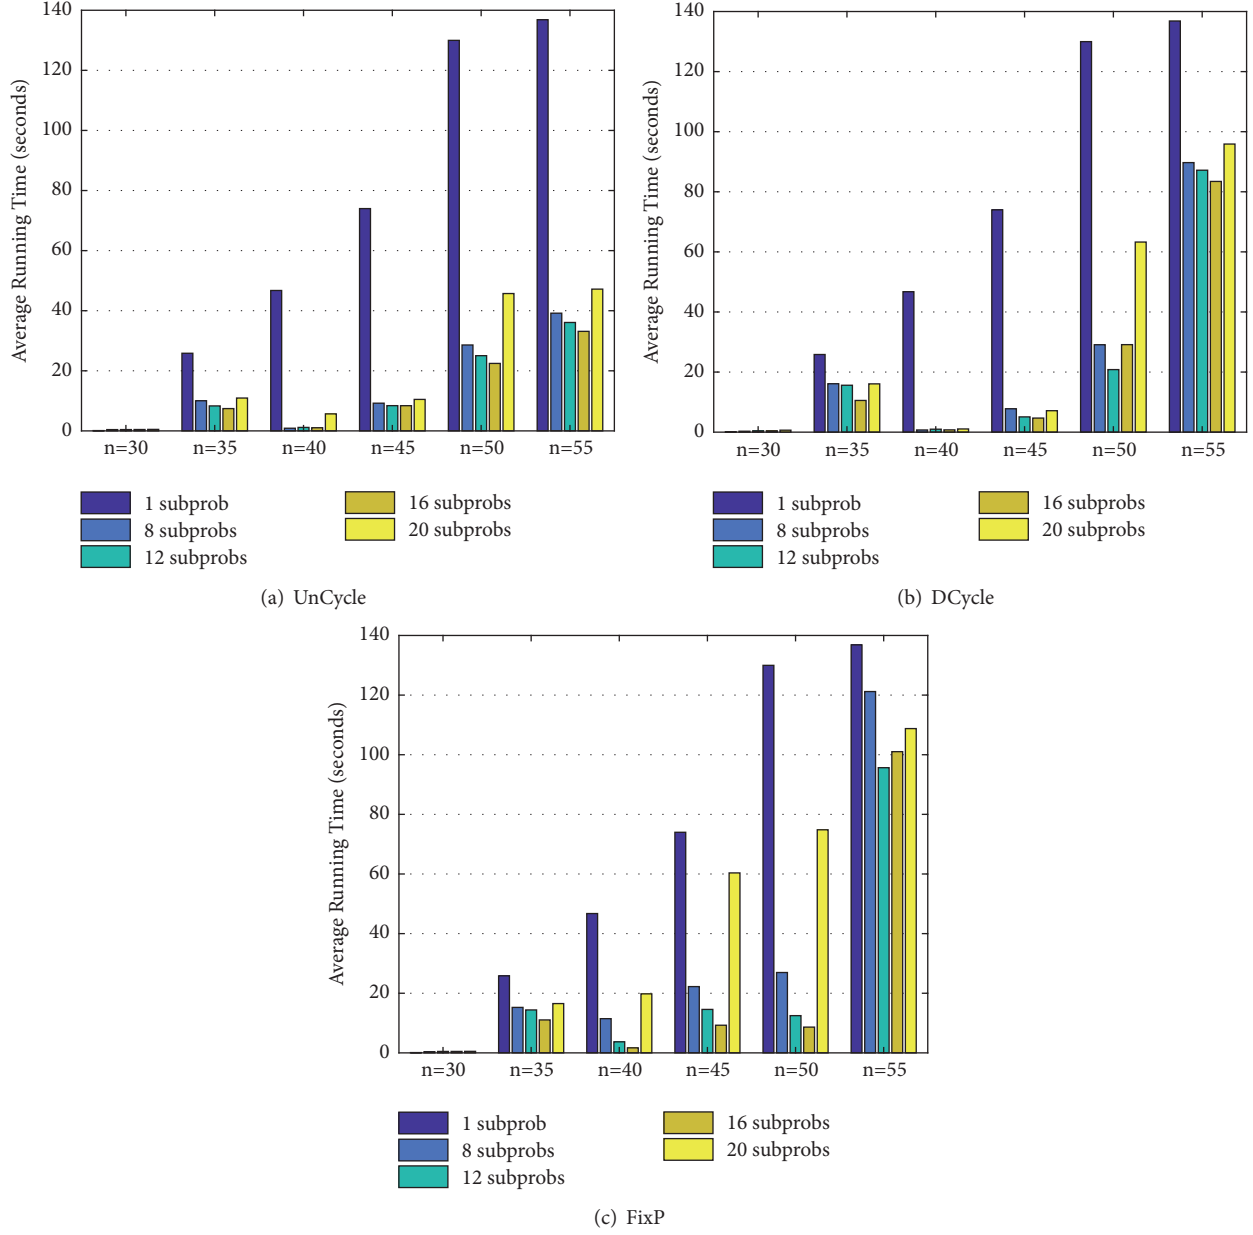 Average Running Time (seconds)
140
120
100
80
60
40
20
0
n=30 n=35 n=40 n=45 n=50 n=55
1 subprob
8 subprobs
12 subprobs
16 subprobs
20 subprobs
(a) UnCycle
Average Running Time (seconds)
140
120
100
80
60
40
20
0
n=30 n=35 n=40 n=45 n=50 n=55
1 subprob
8 subprobs
12 subprobs
16 subprobs
20 subprobs
(b) DCycle
Average Running Time (seconds)
140
120
100
80
60
40
20
0
n=30 n=35 n=40 n=45 n=50 n=55
1 subprob
8 subprobs
12 subprobs
16 subprobs
20 subprobs
(c) FixP